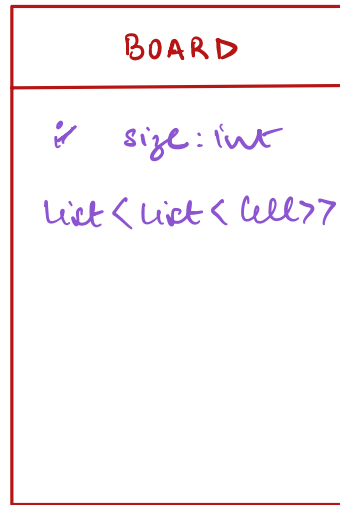 BOARD
size : int
List < List < Cell >>